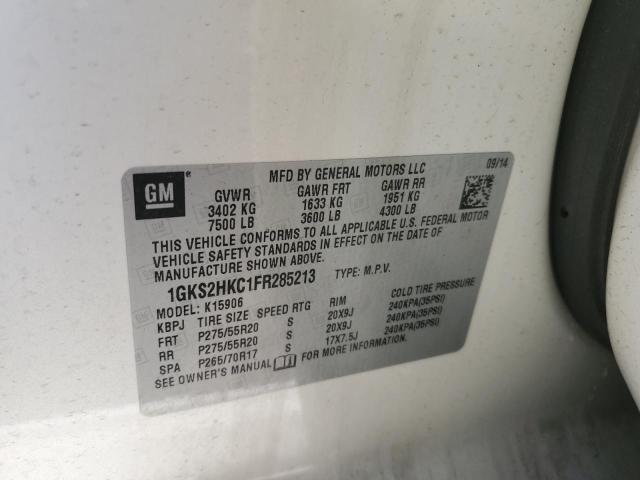 MFD BY GENERAL MOTORS LLC 09/14
GM
GVWR GAWR FRT GAWR RR
3402 KG 1633 KG 1951 KG
7500 LB 3600 LB 4300 LB
THIS VEHICLE CONFORMS TO ALL APPLICABLE U.S. FEDERAL MOTOR
VEHICLE SAFETY STANDARDS IN EFFECT ON THE DATE OF
MANUFACTURE SHOWN ABOVE.
1GKS2HKC1FR285213 TYPE: M.P.V.
MODEL: K15906
KBPJ TIRE SIZE SPEED RTG RIM COLD TIRE PRESSURE
FRT P275/55R20 S 20X9J 240KPA(35PSI)
RR P275/55R20 S 20X9J 240KPA(35PSI)
SPA P265/70R17 S 17X7.5J 240KPA(35PSI)
SEE OWNER'S MANUAL FOR MORE INFORMATION.